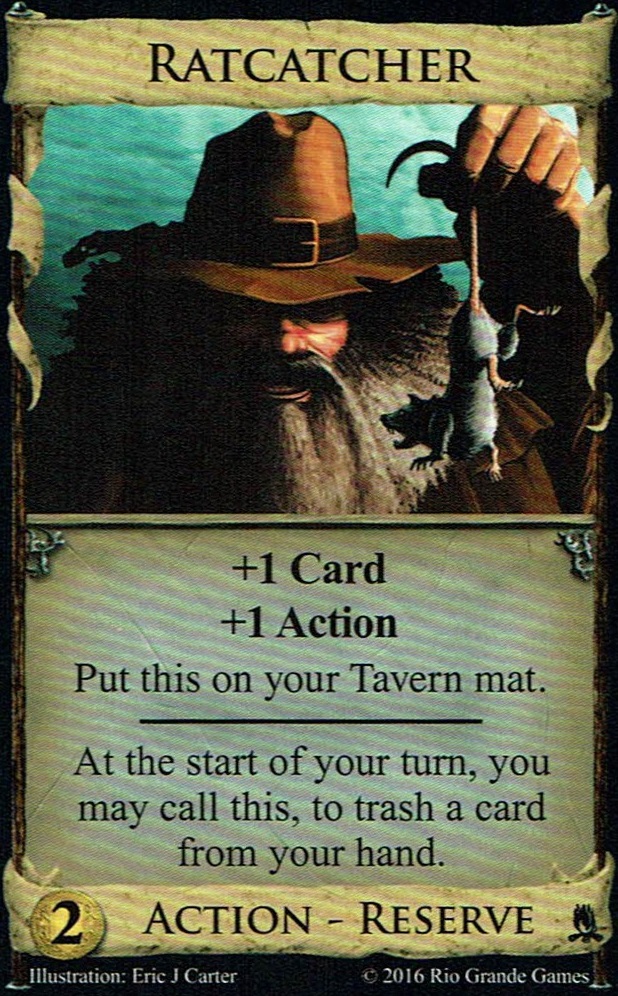 RATCATCHER
+1 Card
+1 Action
Put this on your Tavern mat.
At the start of your turn, you
may call this, to trash a card
from your hand.
2 ACTION - RESERVE
Illustration: Eric J Carter © 2016 Rio Grande Games